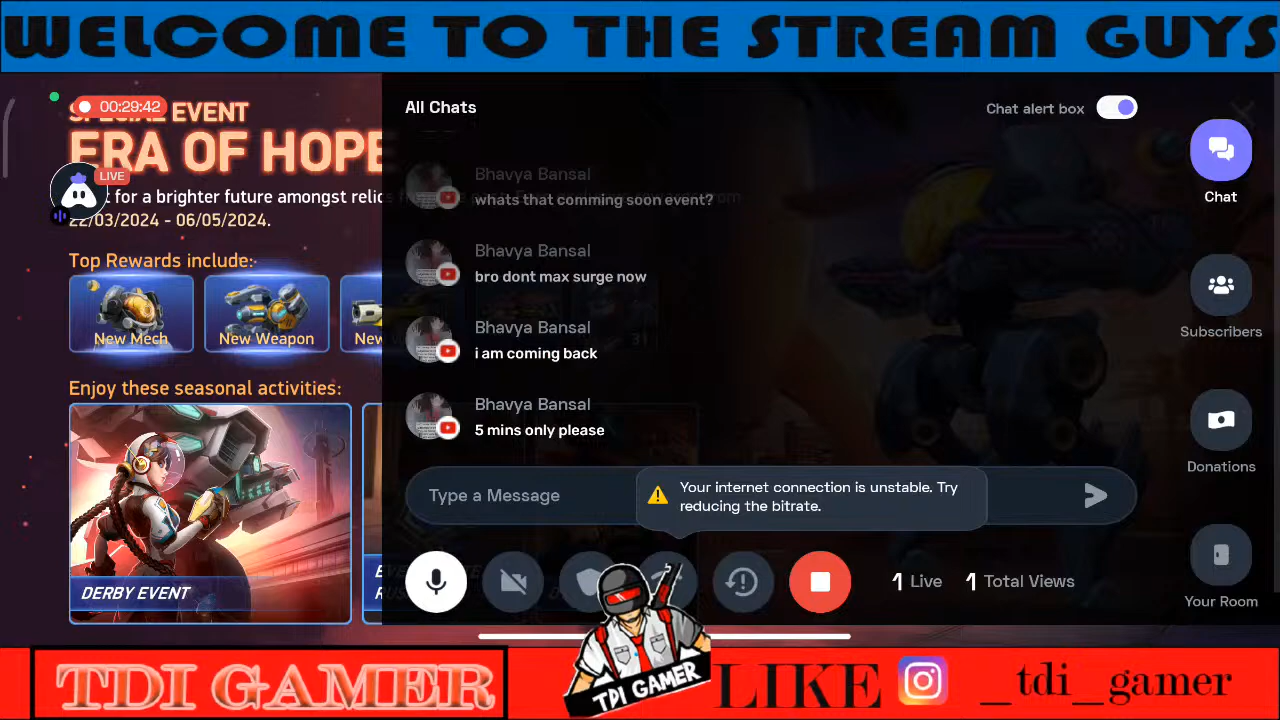 WELCOME TO THE STREAM GUYS
00:29:42
SPECIAL EVENT
ERA OF HOPE
LIVE
t for a brighter future amongst relics
22/03/2024 - 06/05/2024.
Top Rewards include:
New Mech
New Weapon
New
Enjoy these seasonal activities:
DERBY EVENT
All Chats
Chat alert box
Bhavya Bansal
whats that comming soon event?
Bhavya Bansal
bro dont max surge now
Bhavya Bansal
i am coming back
Bhavya Bansal
5 mins only please
Type a Message
Your internet connection is unstable. Try
reducing the bitrate.
1 Live
1 Total Views
Chat
Subscribers
Donations
Your Room
TDI GAMER
TDI GAMER
LIKE
_tdi_gamer